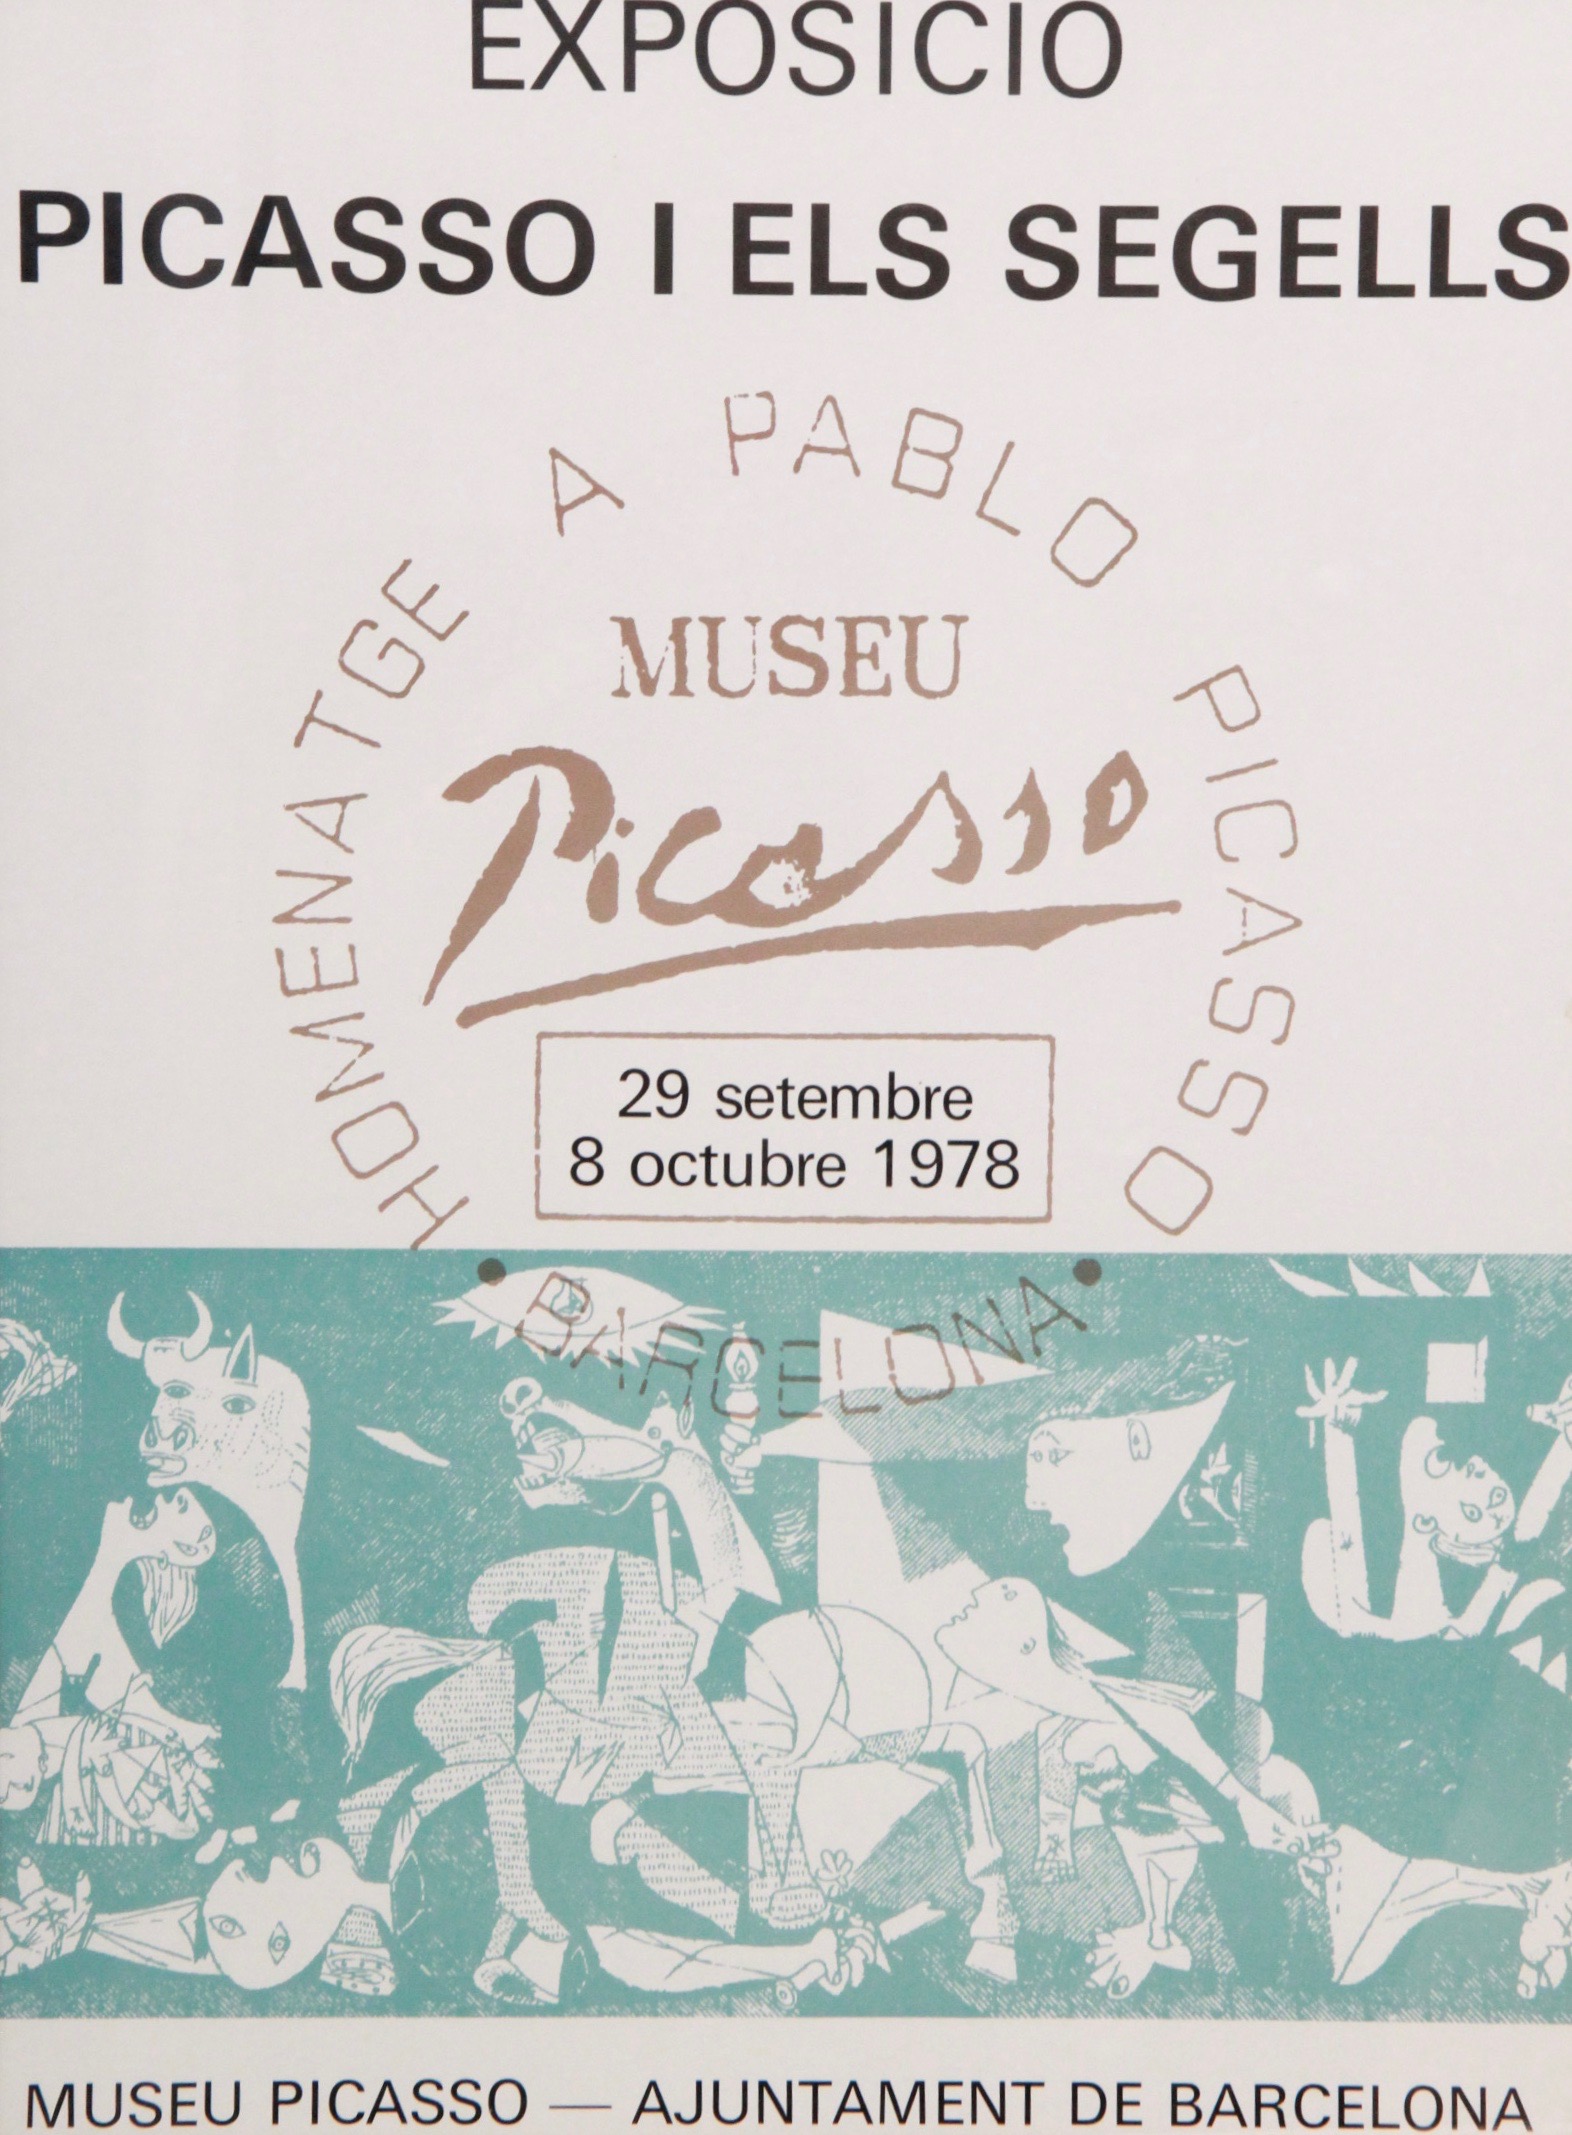 EXPOSICIO
PICASSO I ELS SEGELLS
HOMENATGE A PABLO PICASSO
MUSEU
Picasso
29 setembre
8 octubre 1978
• BARCELONA •
MUSEU PICASSO — AJUNTAMENT DE BARCELONA